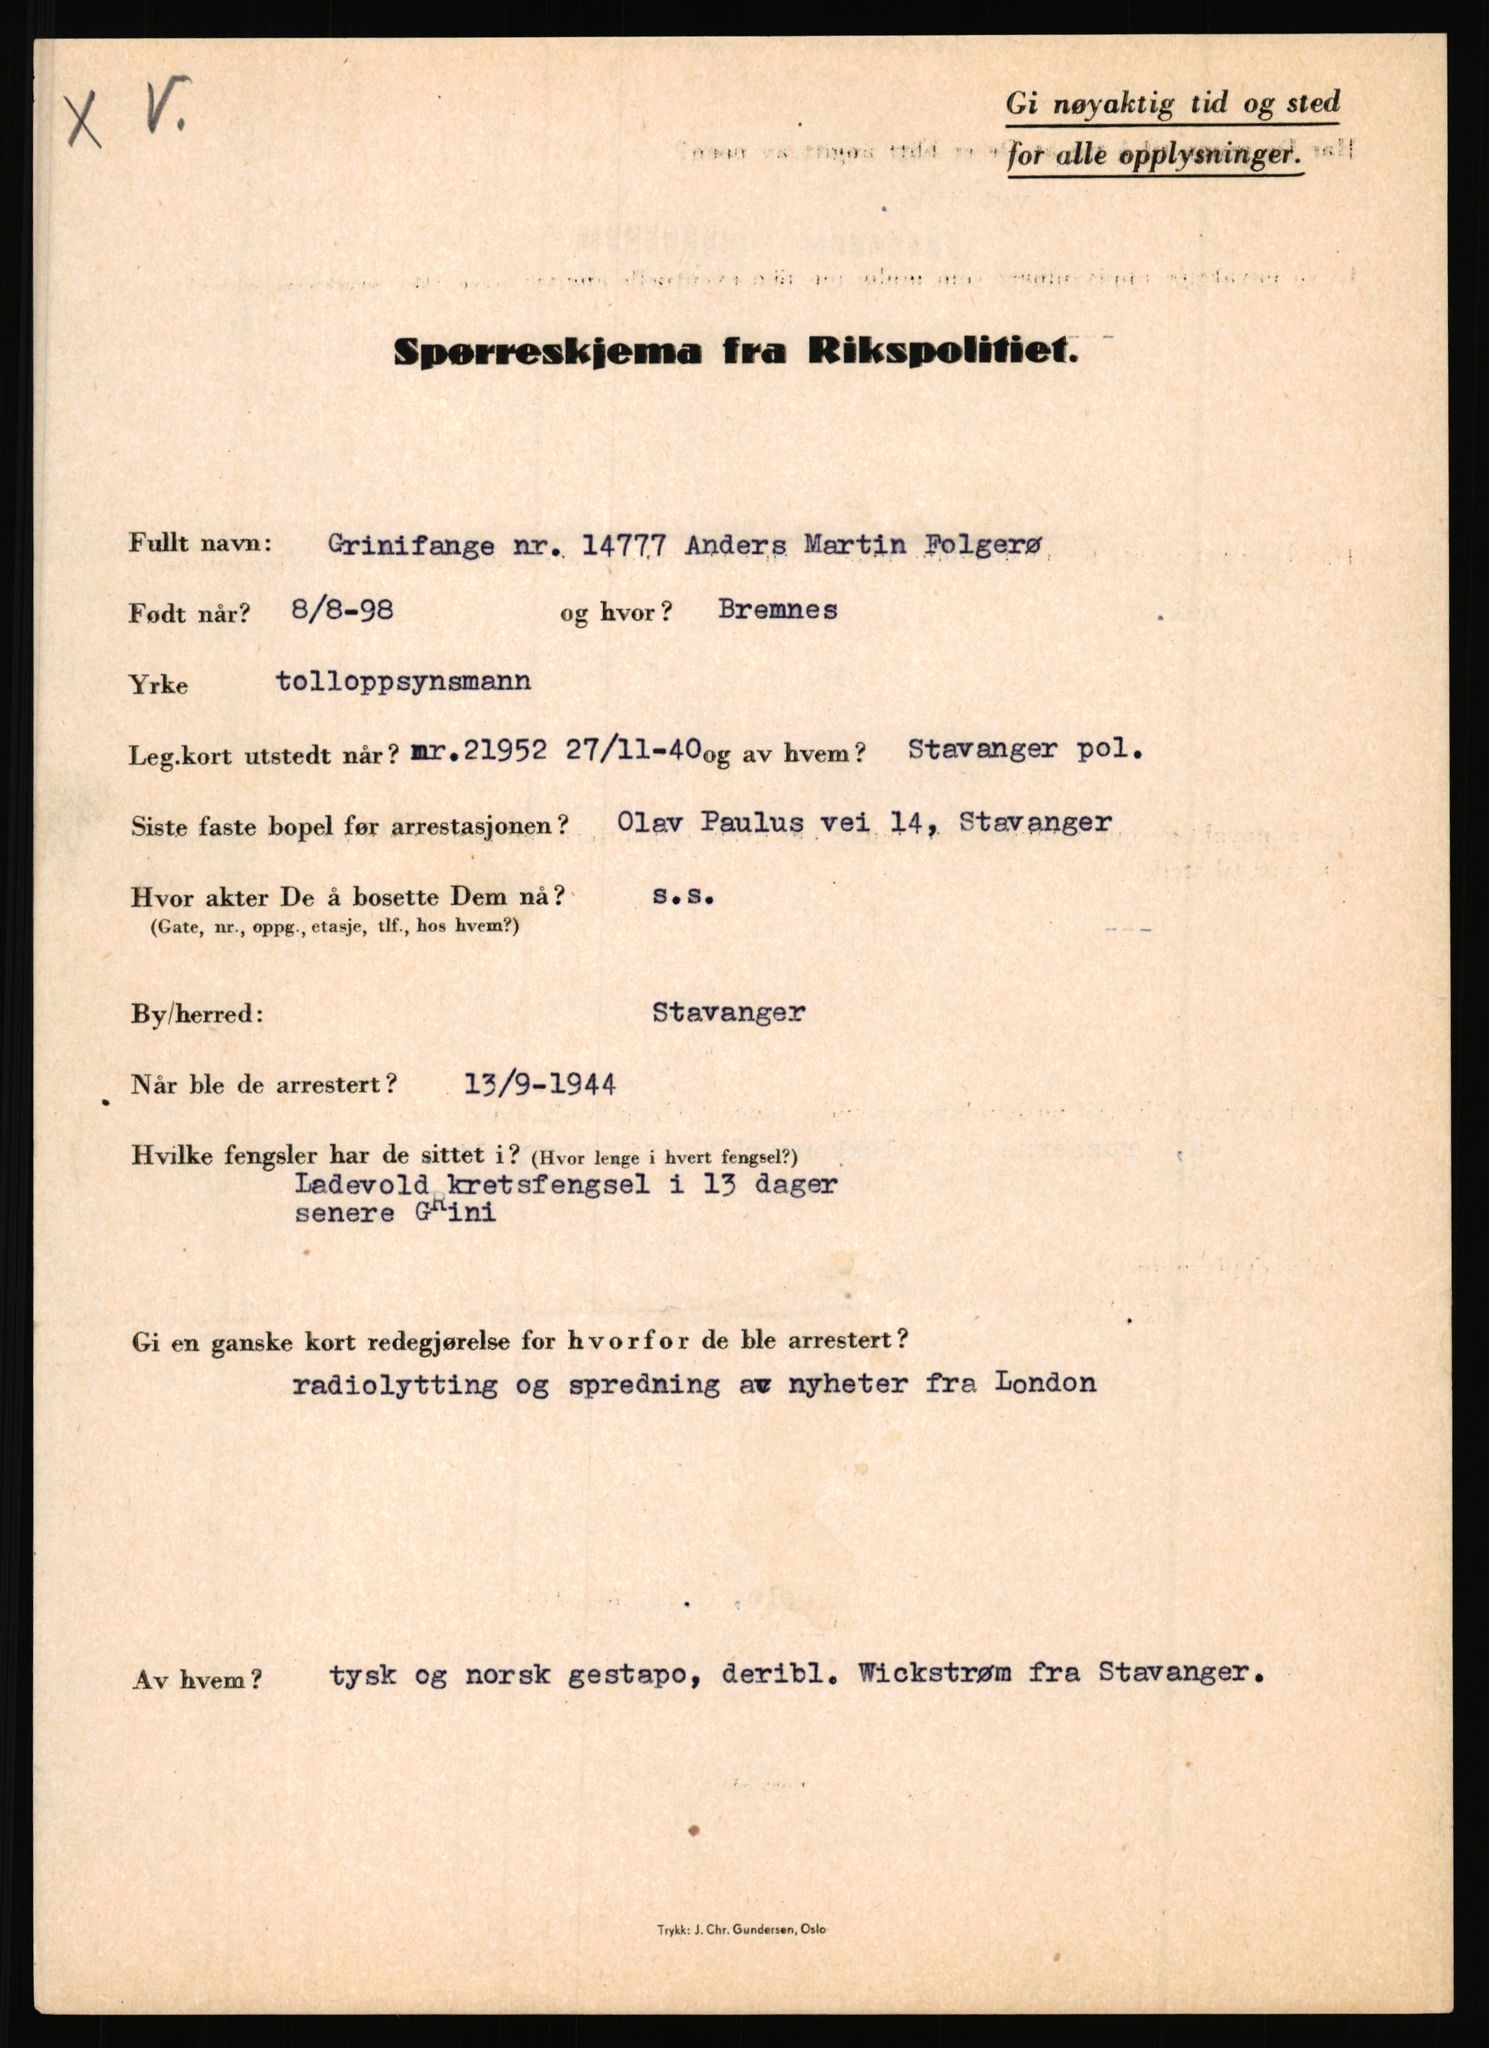 X V.
Gi nøyaktig tid og sted
for alle opplysninger.
Spørreskjema fra Rikspolitiet.
Fullt navn: Grinifange nr. 14777 Anders Martin Folgerø
Født når? 8/8-98 og hvor? Bremnes
Yrke tolloppsynsmann
Leg.kort utstedt når? nr.21952 27/11-40 og av hvem? Stavanger pol.
Siste faste bopel før arrestasjonen? Olav Paulus vei 14, Stavanger
Hvor akter De å bosette Dem nå? s.s.
(Gate, nr., oppg., etasje, tlf., hos hvem?)
By/herred: Stavanger
Når ble de arrestert? 13/9-1944
Hvilke fengsler har de sittet i? (Hvor lenge i hvert fengsel?)
Ladevold kretsfengsel i 13 dager
senere Grini
Gi en ganske kort redegjørelse for hvorfor de ble arrestert?
radiolytting og spredning av nyheter fra London
Av hvem? tysk og norsk gestapo, deribl. Wickstrøm fra Stavanger.
Trykk: J. Chr. Gundersen, Oslo